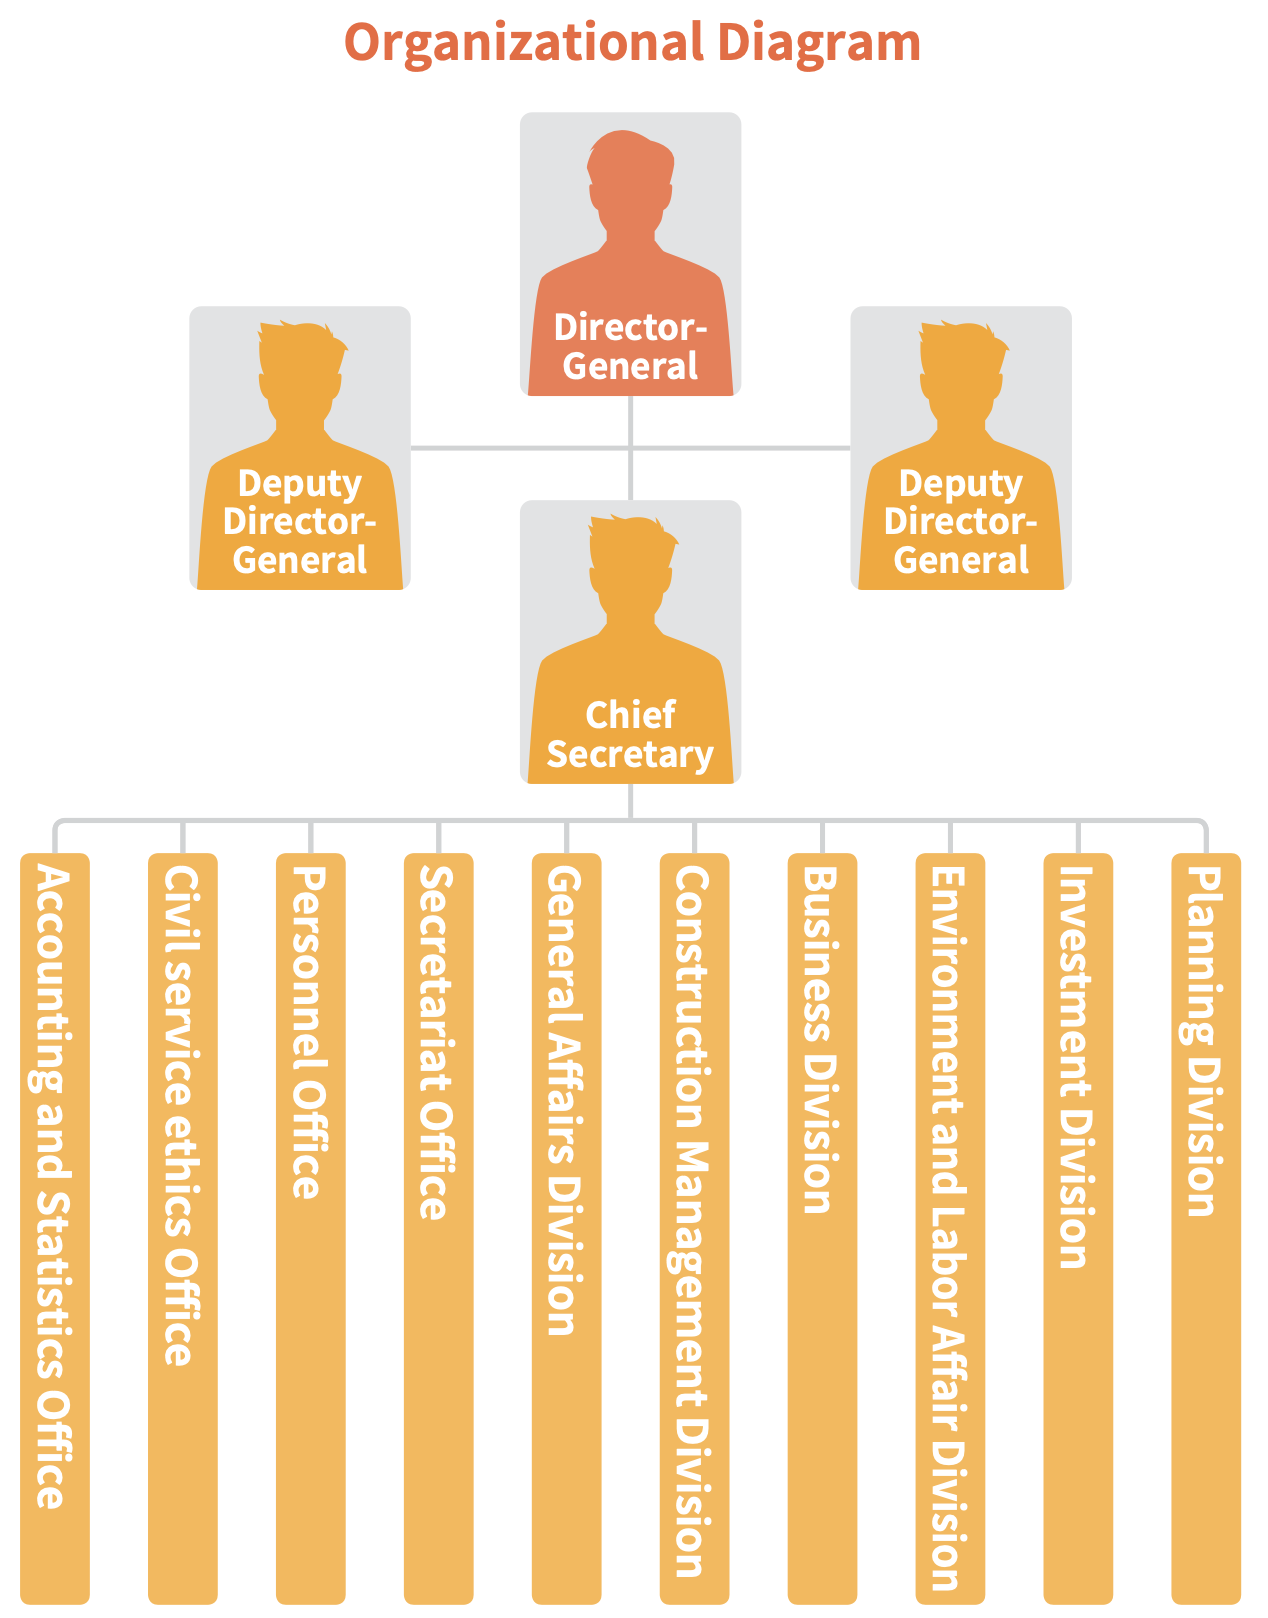 Organizational Diagram
Director-
General
Deputy
Director-
General
Deputy
Director-
General
Chief
Secretary
Accounting and Statistics Office
Civil service ethics Office
Personnel Office
Secretariat Office
General Affairs Division
Construction Management Division
Business Division
Environment and Labor Affair Division
Investment Division
Planning Division